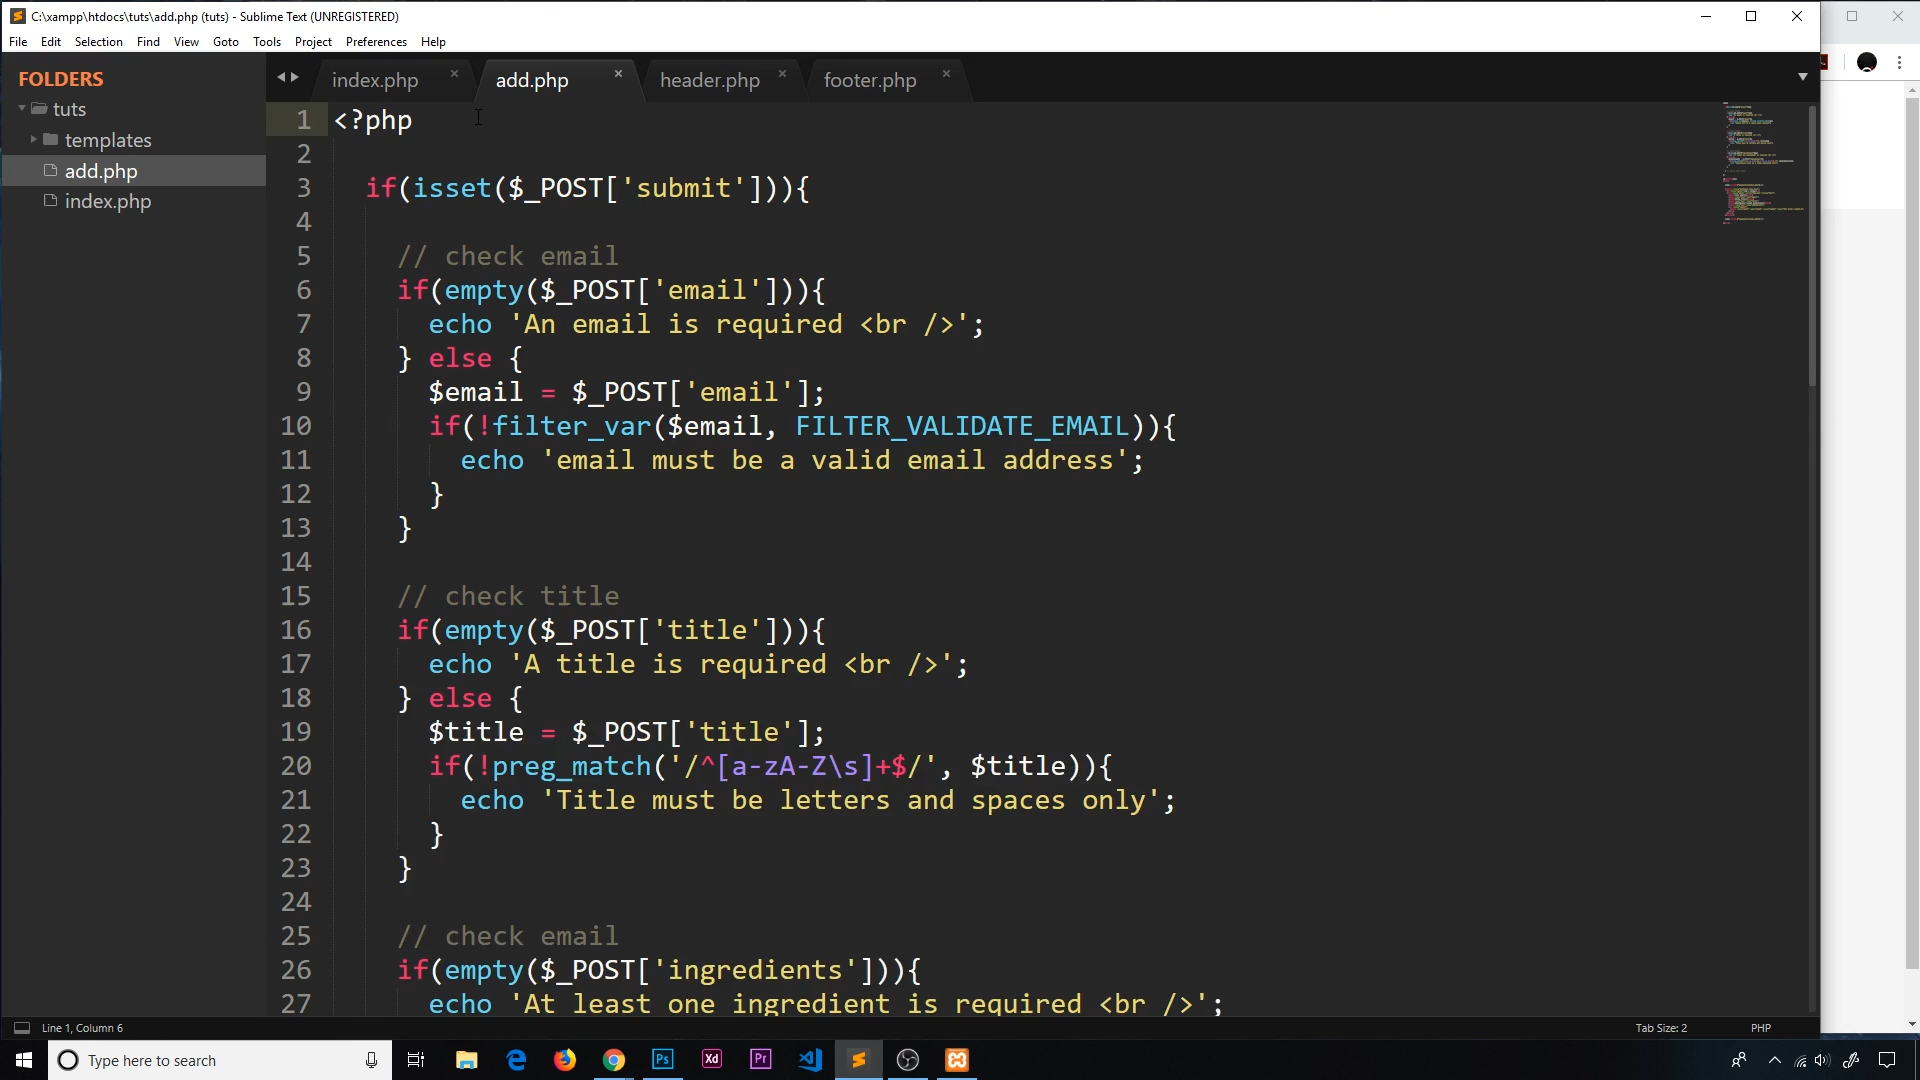 C:\xampp\htdocs\tuts\add.php (tuts) - Sublime Text (UNREGISTERED)
File Edit Selection Find View Goto Tools Project Preferences Help
FOLDERS
tuts
templates
add.php
index.php
index.php add.php header.php footer.php
1 <?php
2
3 if(isset($_POST['submit'])){
4
5 // check email
6 if(empty($_POST['email'])){
7 echo 'An email is required <br />';
8 } else {
9 $email = $_POST['email'];
10 if(!filter_var($email, FILTER_VALIDATE_EMAIL)){
11 echo 'email must be a valid email address';
12 }
13 }
14
15 // check title
16 if(empty($_POST['title'])){
17 echo 'A title is required <br />';
18 } else {
19 $title = $_POST['title'];
20 if(!preg_match('/^[a-zA-Z\s]+$/', $title)){
21 echo 'Title must be letters and spaces only';
22 }
23 }
24
25 // check email
26 if(empty($_POST['ingredients'])){
27 echo 'At least one ingredient is required <br />';
Line 1, Column 6
Tab Size: 2 PHP
Type here to search
Ps
Xd
Pr